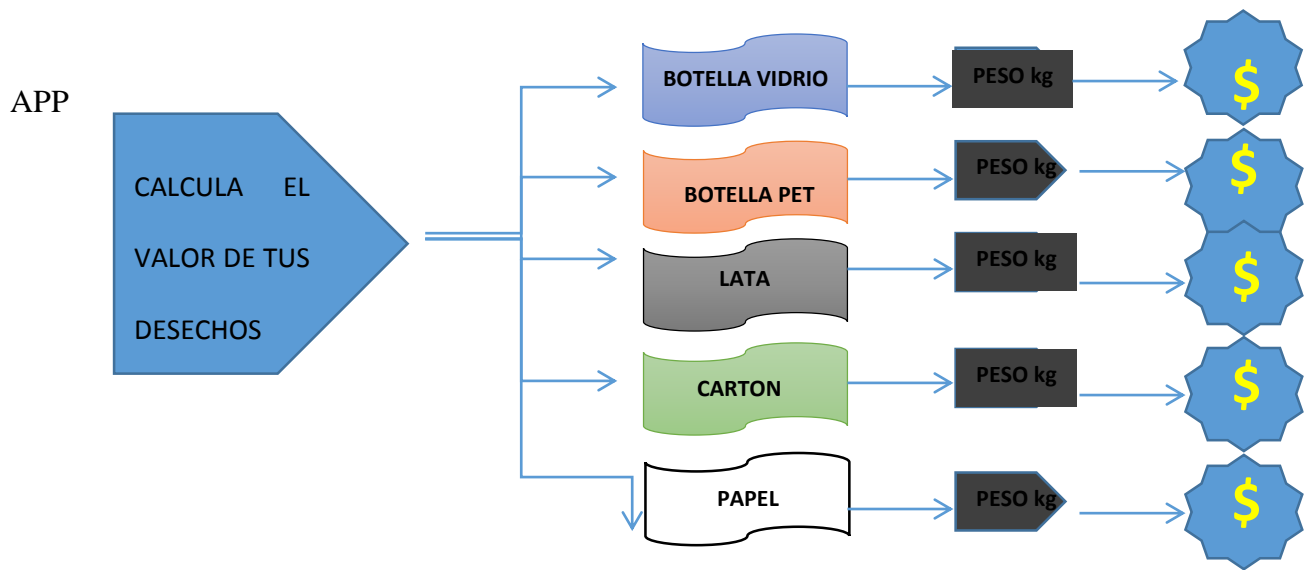 APP
CALCULA EL
VALOR DE TUS
DESECHOS
BOTELLA VIDRIO
PESO kg
$
BOTELLA PET
PESO kg
$
LATA
PESO kg
$
CARTON
PESO kg
$
PAPEL
PESO kg
$